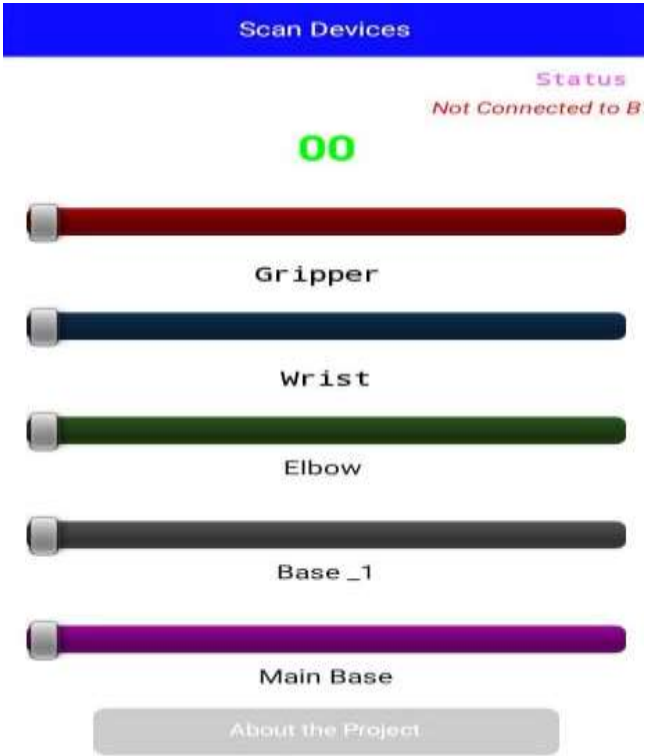 Scan Devices
Status
Not Connected to B
00
Gripper
Wrist
Elbow
Base _1
Main Base
About the Project